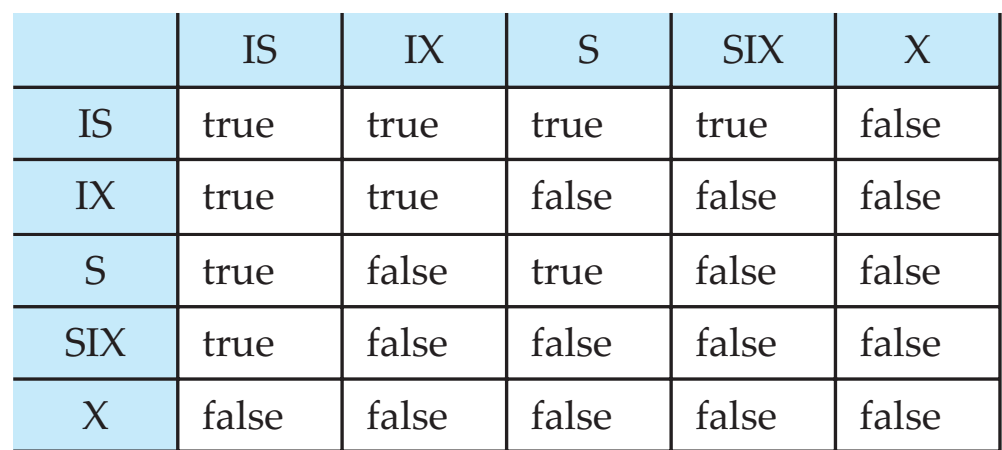 IS IX S SIX X
IS true true true true false
IX true true false false false
S true false true false false
SIX true false false false false
X false false false false false